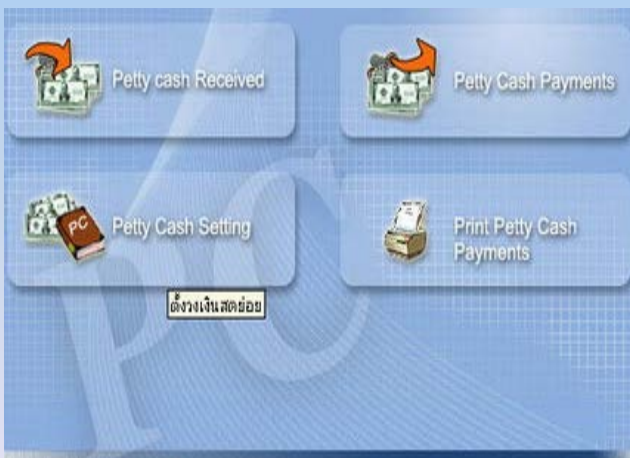 Petty cash Received
Petty Cash Payments
PC
Petty Cash Setting
Print Petty Cash
Payments
ตั้งวงเงินสดย่อย
PC